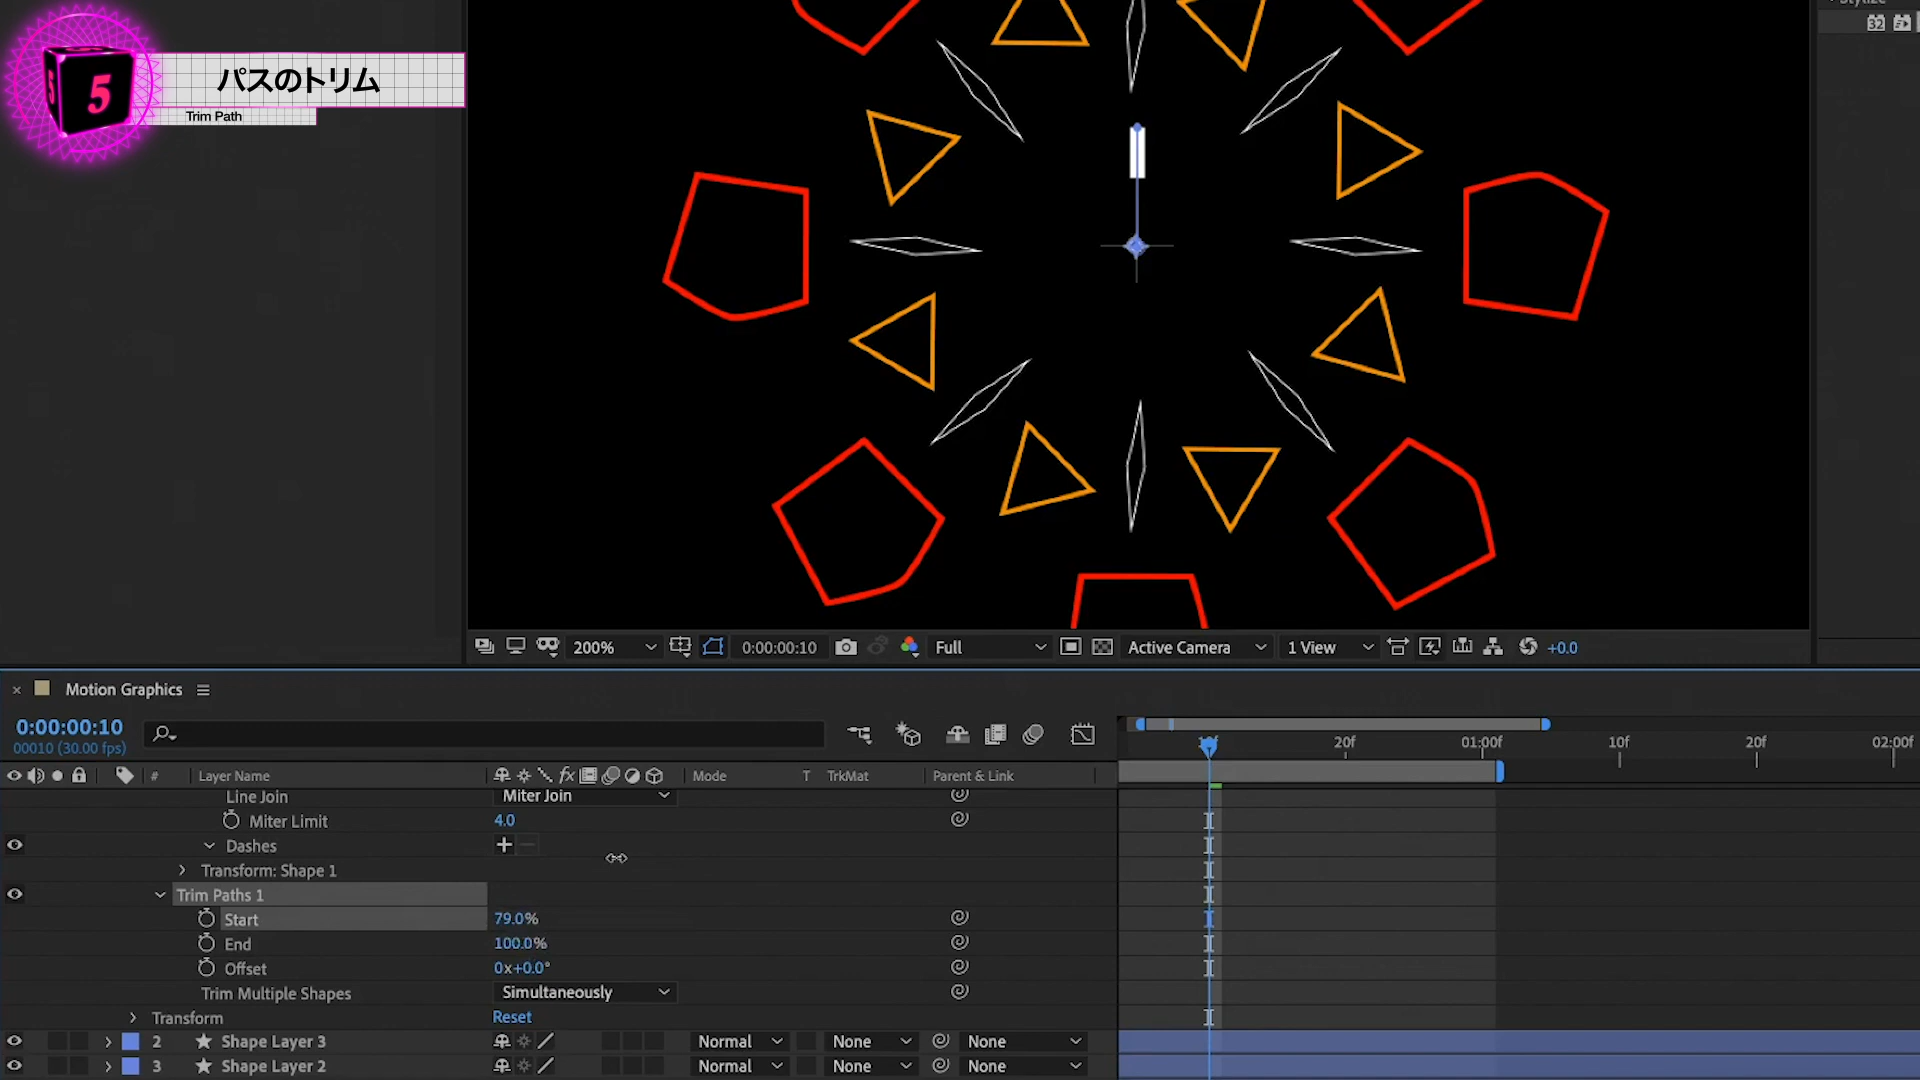 パスのトリム
5
5
Trim Path
32
200%
0:00:00:10
Full
Active Camera
1 View
+0.0
Motion Graphics
0:00:00:10
00010 (30.00 fps)
20f
01:00f
10f
20f
02:00f
#
Layer Name
fx
Mode
T
TrkMat
Parent & Link
Line Join
Miter Join
Miter Limit
4.0
Dashes
Transform: Shape 1
Trim Paths 1
Start
79.0%
End
100.0%
Offset
0x+0.0°
Trim Multiple Shapes
Simultaneously
Transform
Reset
2
Shape Layer 3
Normal
None
None
3
Shape Layer 2
Normal
None
None